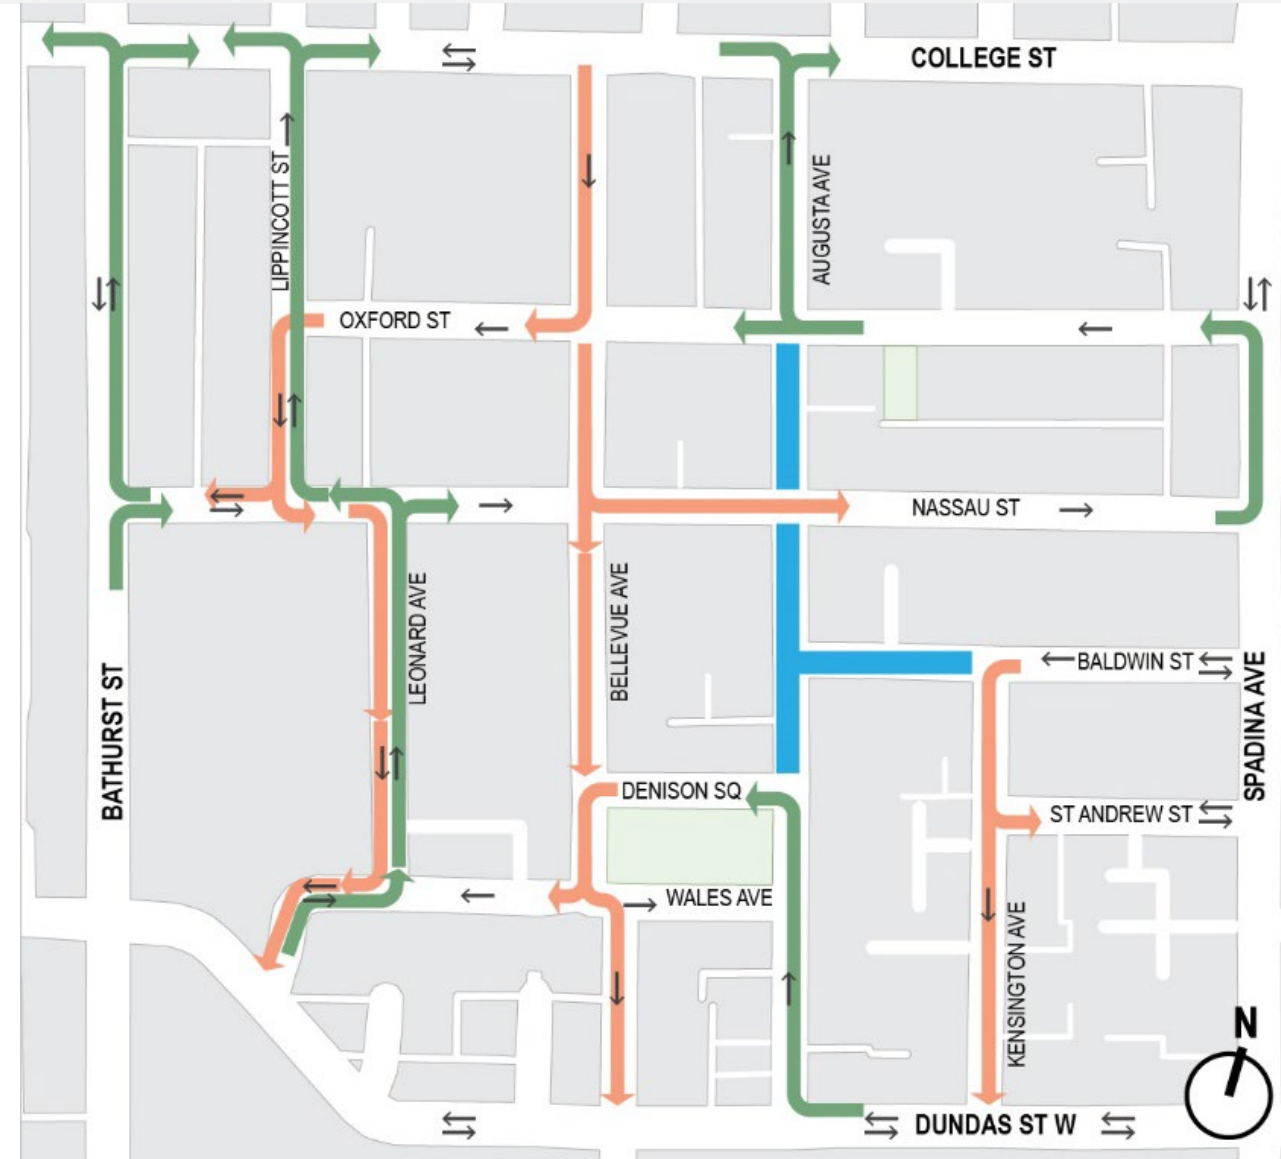 COLLEGE ST
LIPPINCOTT ST
AUGUSTA AVE
OXFORD ST
NASSAU ST
BATHURST ST
LEONARD AVE
BELLEVUE AVE
BALDWIN ST
SPADINA AVE
DENISON SQ
ST ANDREW ST
WALES AVE
KENSINGTON AVE
N
DUNDAS ST W